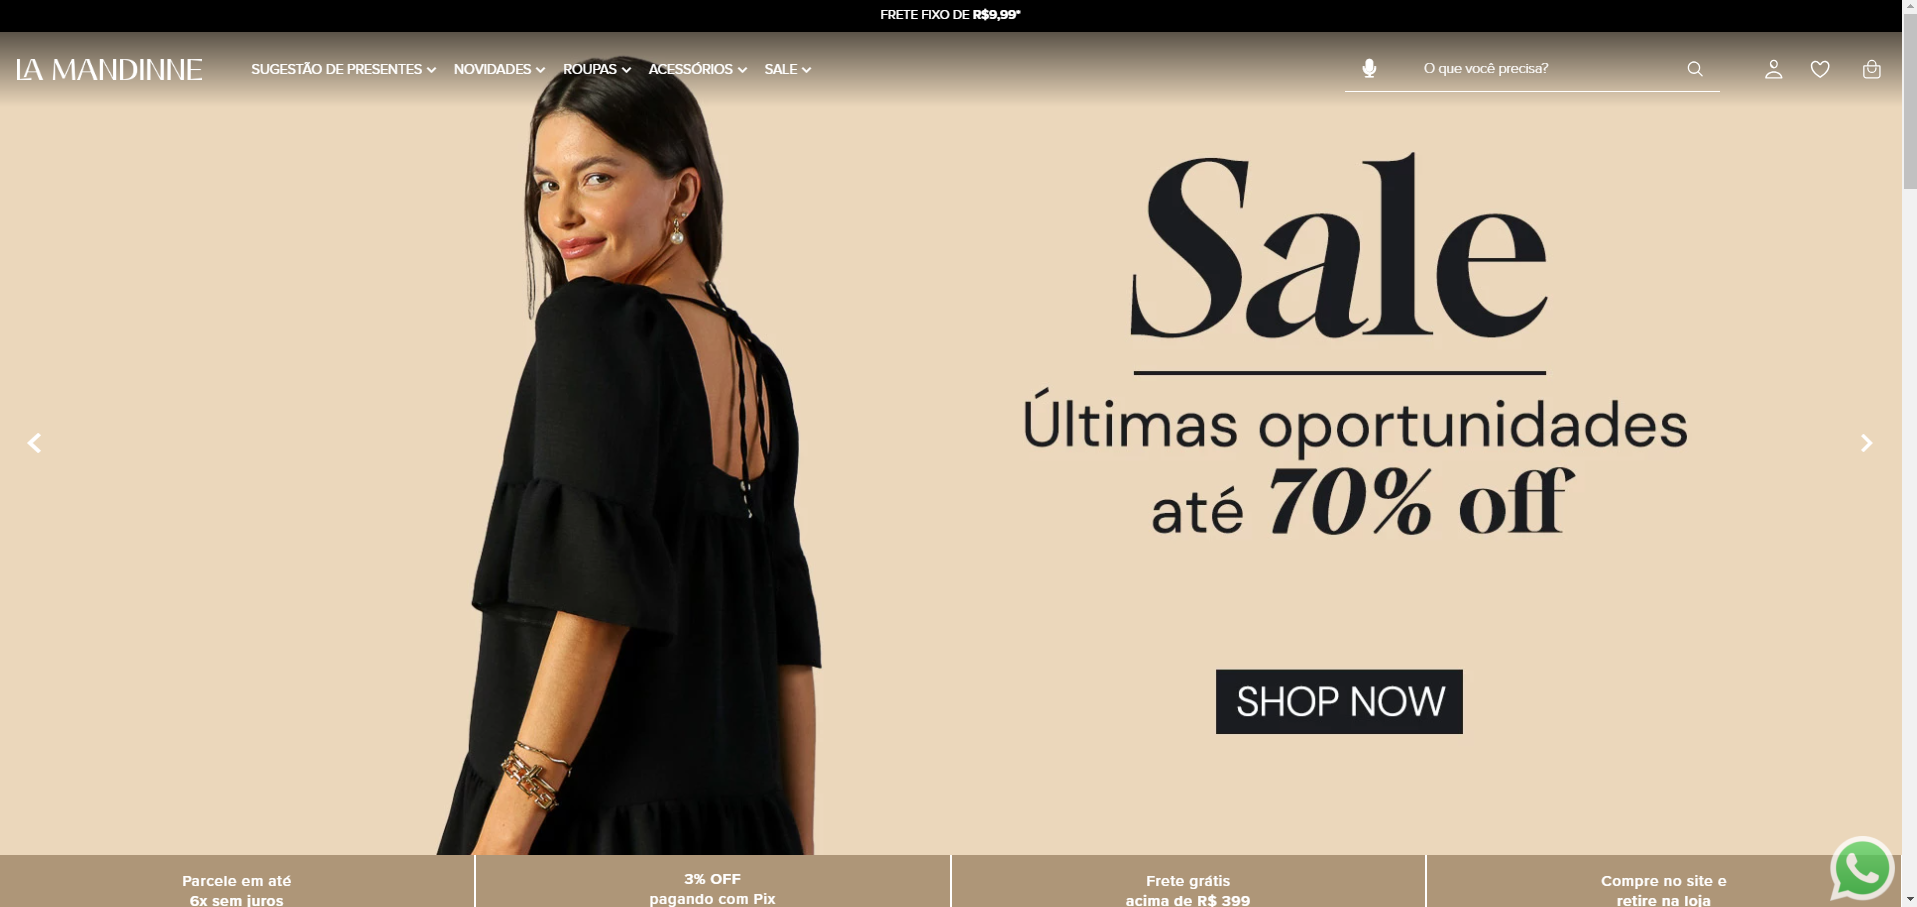 FRETE FIXO DE R$9,99*
LA MANDINNE
SUGESTÃO DE PRESENTES
NOVIDADES
ROUPAS
ACESSÓRIOS
SALE
O que você precisa?
Sale
Últimas oportunidades
até 70% off
SHOP NOW
Parcele em até
6x sem juros
3% OFF
pagando com Pix
Frete grátis
acima de R$ 399
Compre no site e
retire na loja